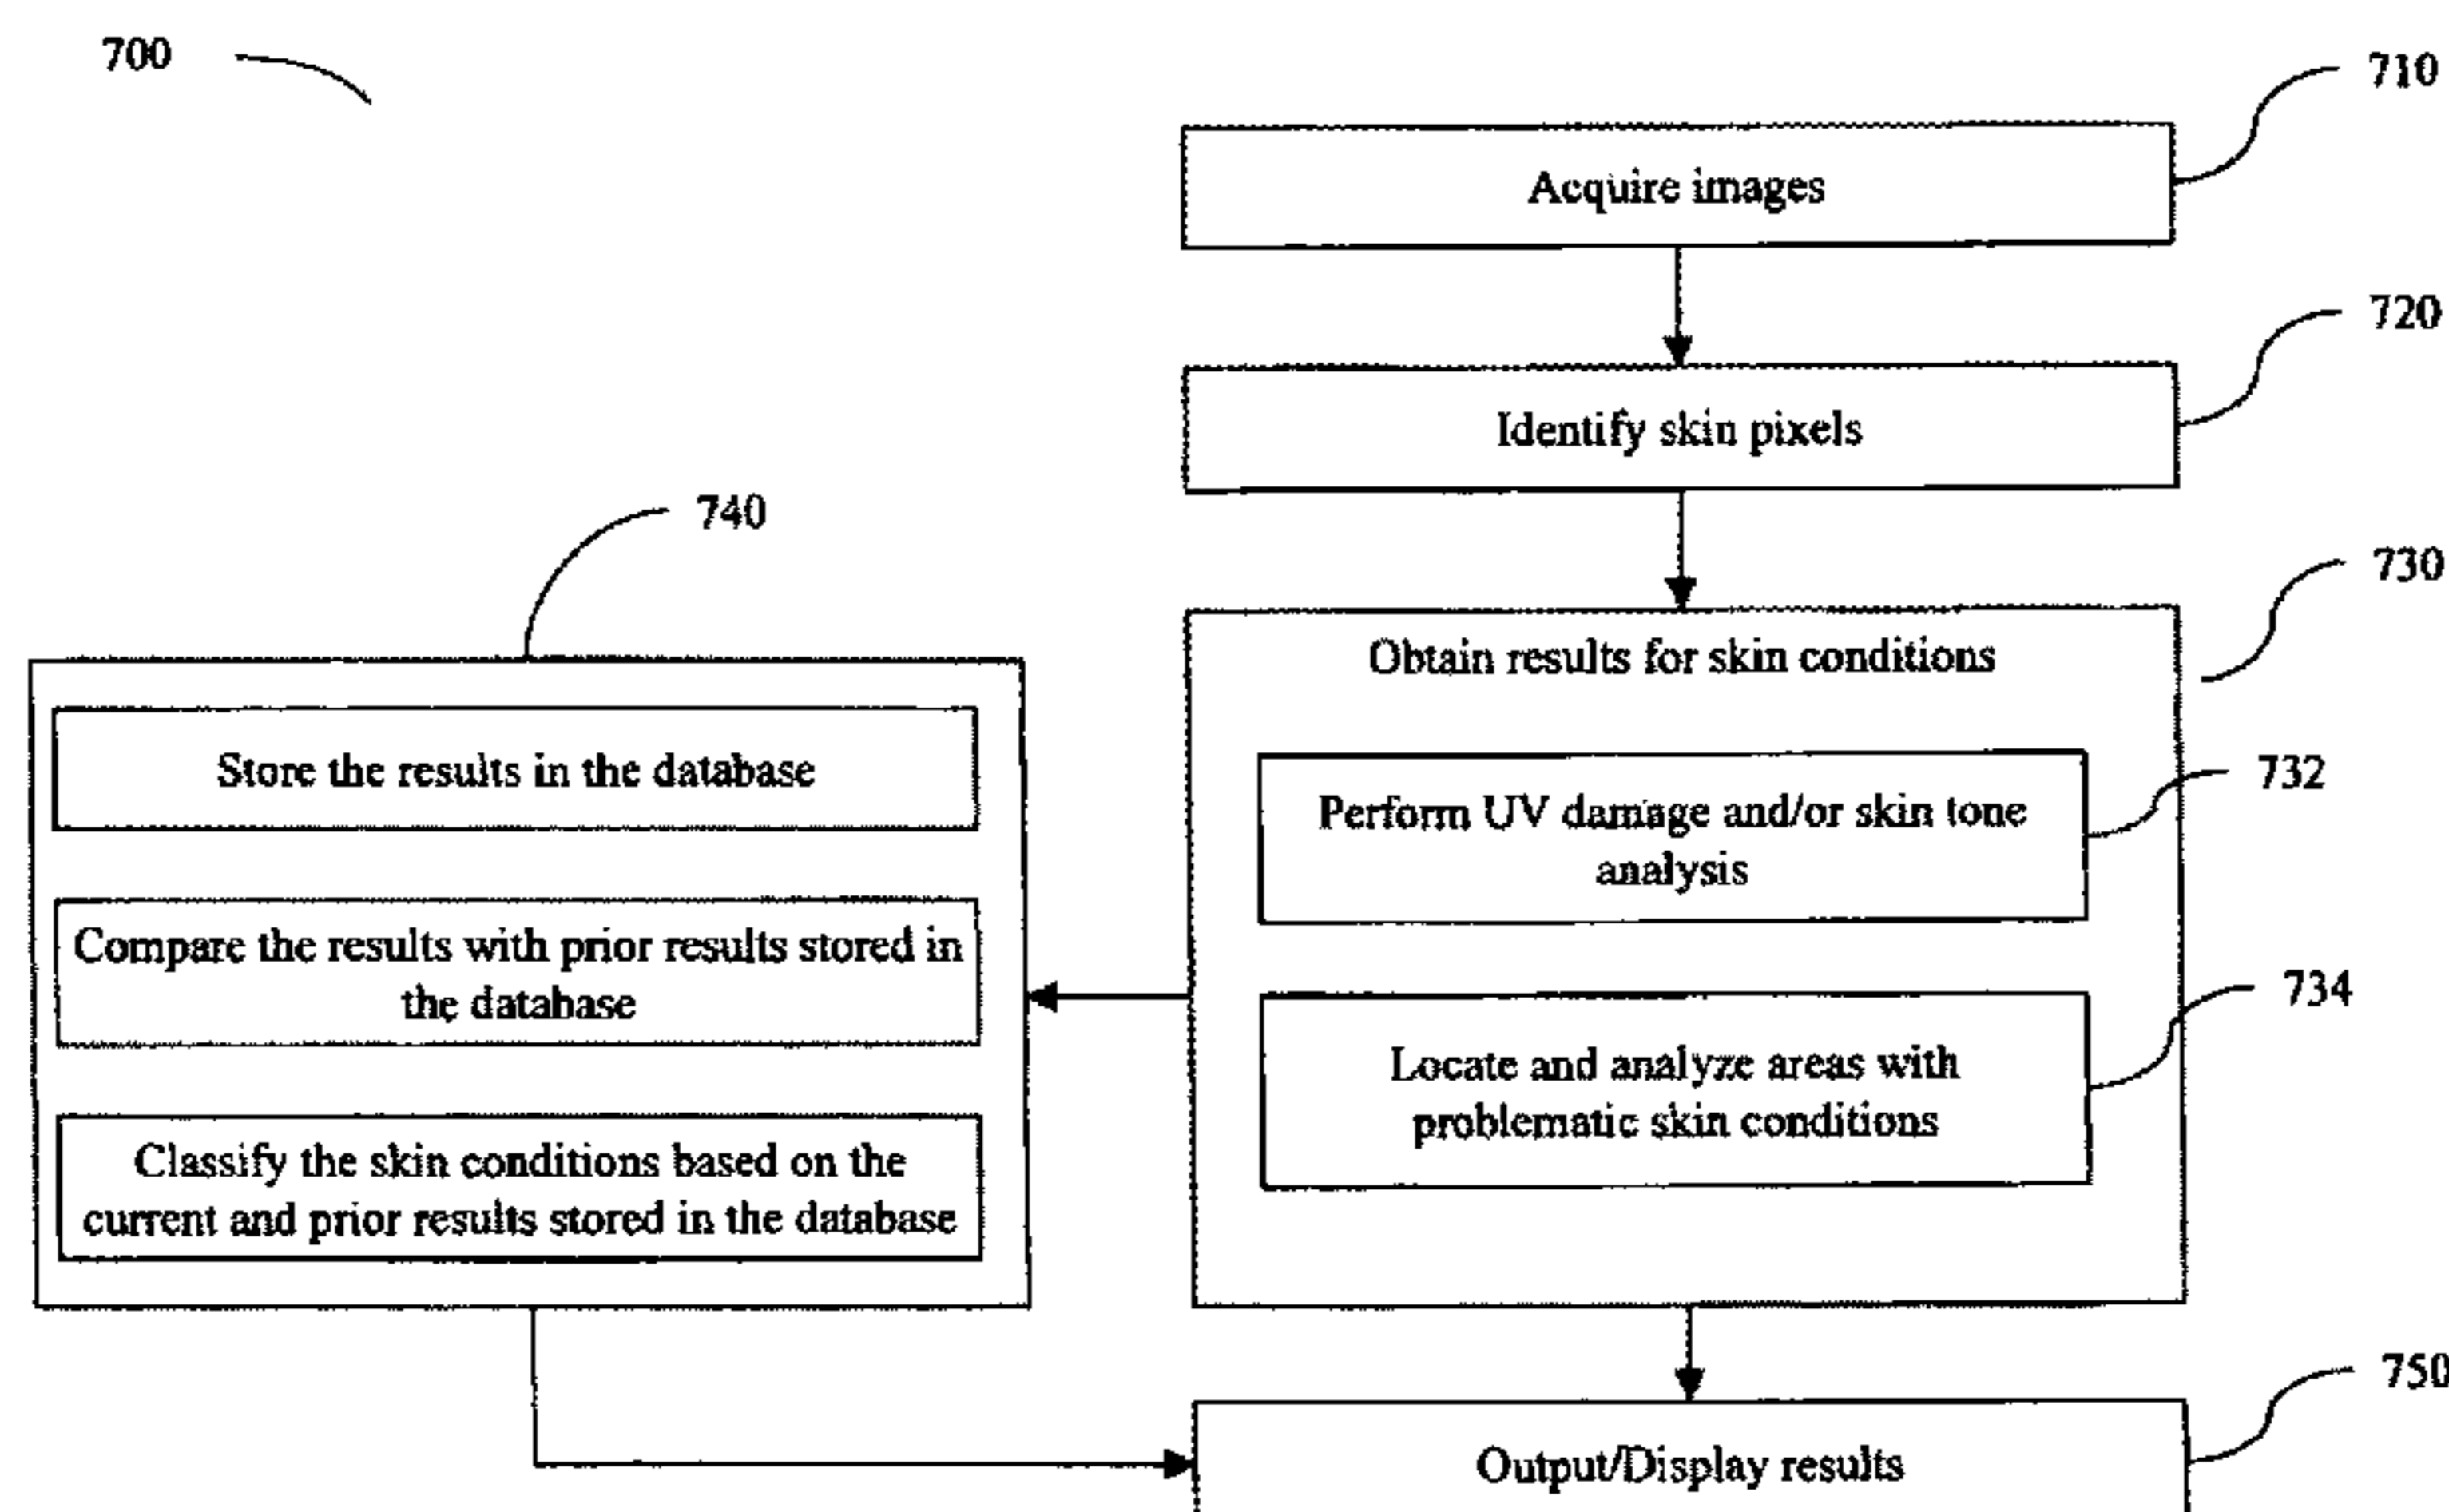 700
710
Acquire images
720
Identify skin pixels
740
730
Obtain results for skin conditions
Store the results in the database
732
Perform UV damage and/or skin tone
analysis
Compare the results with prior results stored in
the database
734
Locate and analyze areas with
problematic skin conditions
Classify the skin conditions based on the
current and prior results stored in the database
750
Output/Display results